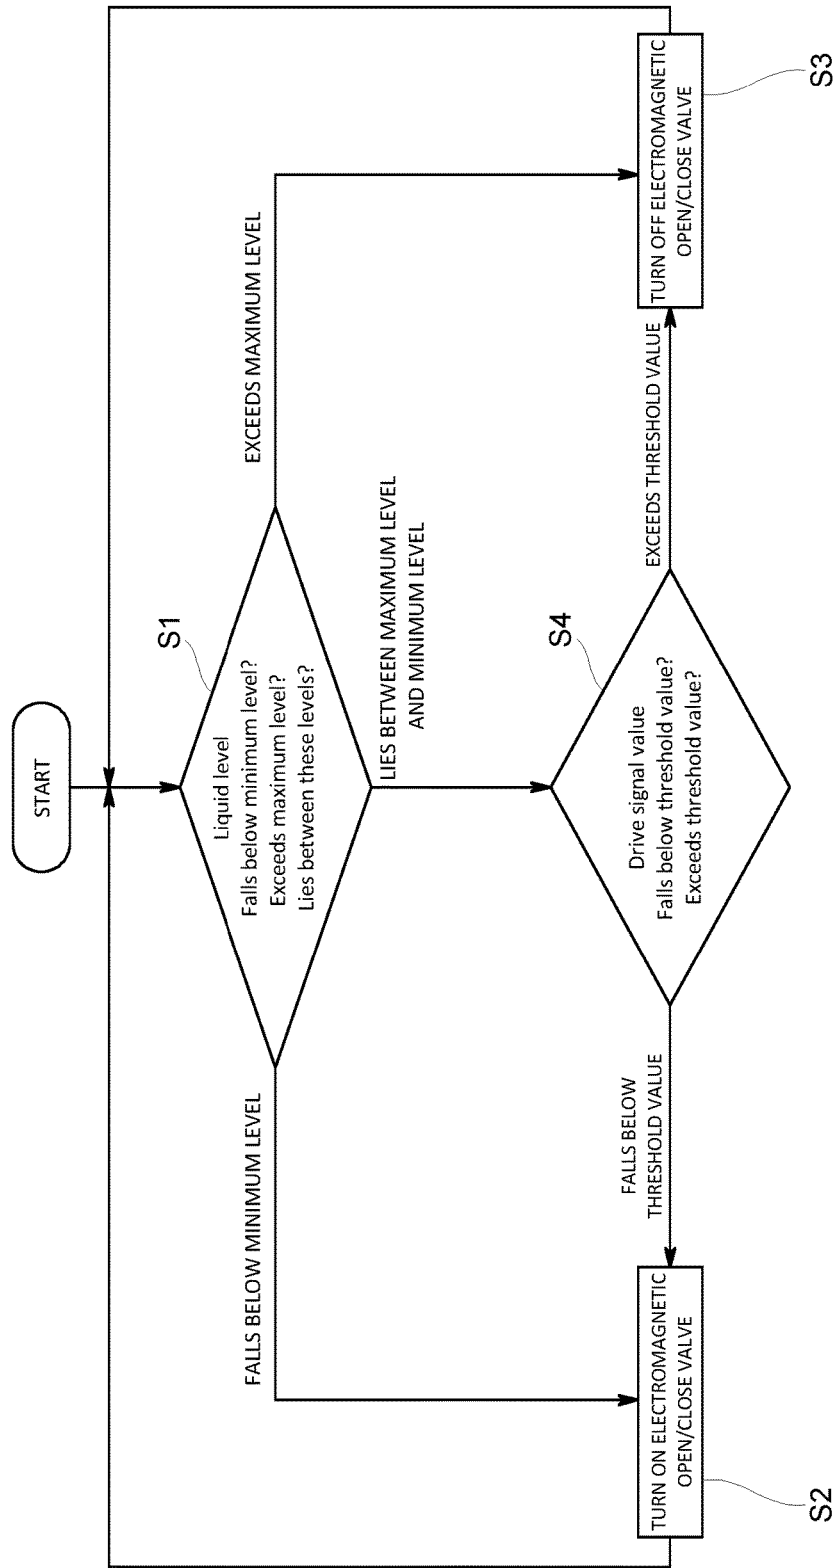 START
S1
Liquid level
Falls below minimum level?
Exceeds maximum level?
Lies between these levels?
FALLS BELOW MINIMUM LEVEL
EXCEEDS MAXIMUM LEVEL
LIES BETWEEN MAXIMUM LEVEL
AND MINIMUM LEVEL
S4
Drive signal value
Falls below threshold value?
Exceeds threshold value?
FALLS BELOW
THRESHOLD VALUE
EXCEEDS THRESHOLD VALUE
TURN ON ELECTROMAGNETIC
OPEN/CLOSE VALVE
S2
TURN OFF ELECTROMAGNETIC
OPEN/CLOSE VALVE
S3